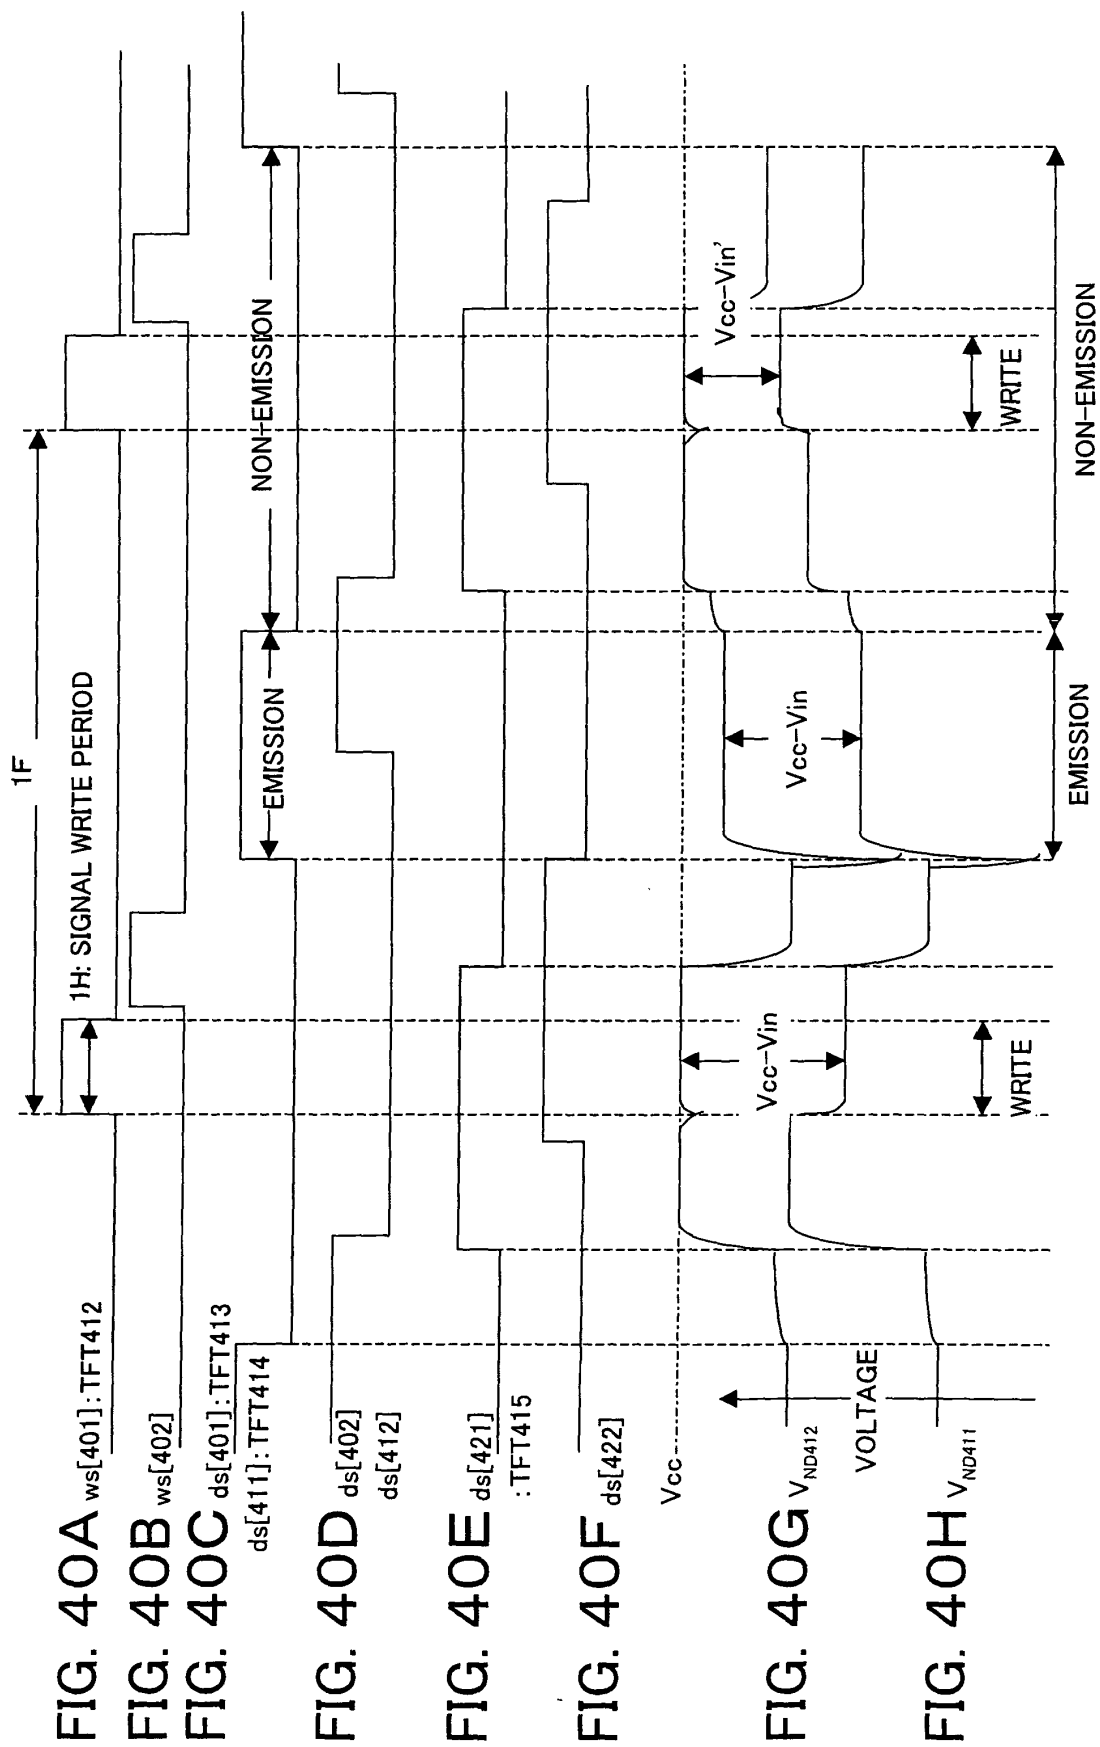 1F
1H: SIGNAL WRITE PERIOD
FIG. 40A ws[401]:TFT412
FIG. 40B ws[402]
FIG. 40C ds[401]:TFT413
ds[411]:TFT414
EMISSION
NON-EMISSION
FIG. 40D ds[402]
ds[412]
FIG. 40E ds[421]
:TFT415
FIG. 40F ds[422]
Vcc
Vcc-Vin
Vcc-Vin
Vcc-Vin'
FIG. 40G VND412
VOLTAGE
FIG. 40H VND411
WRITE
WRITE
EMISSION
NON-EMISSION